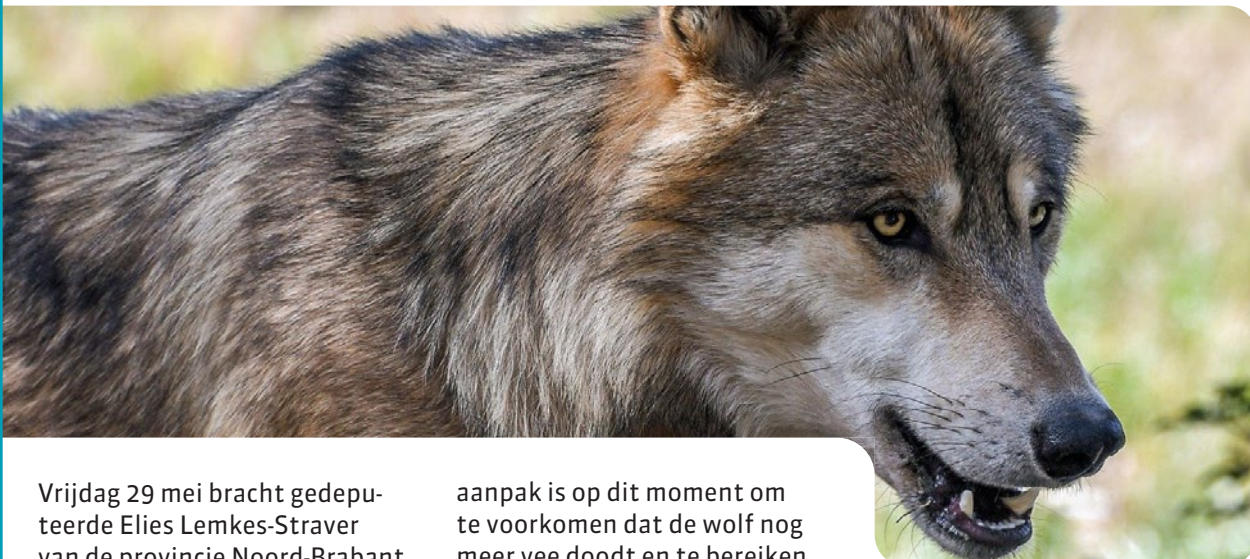 Vrijdag 29 mei bracht gedepu-
teerde Elies Lemkes-Straver
van de provincie Noord-Brabant
aanpak is op dit moment om
te voorkomen dat de wolf nog
meer vee doodt en te bereiken